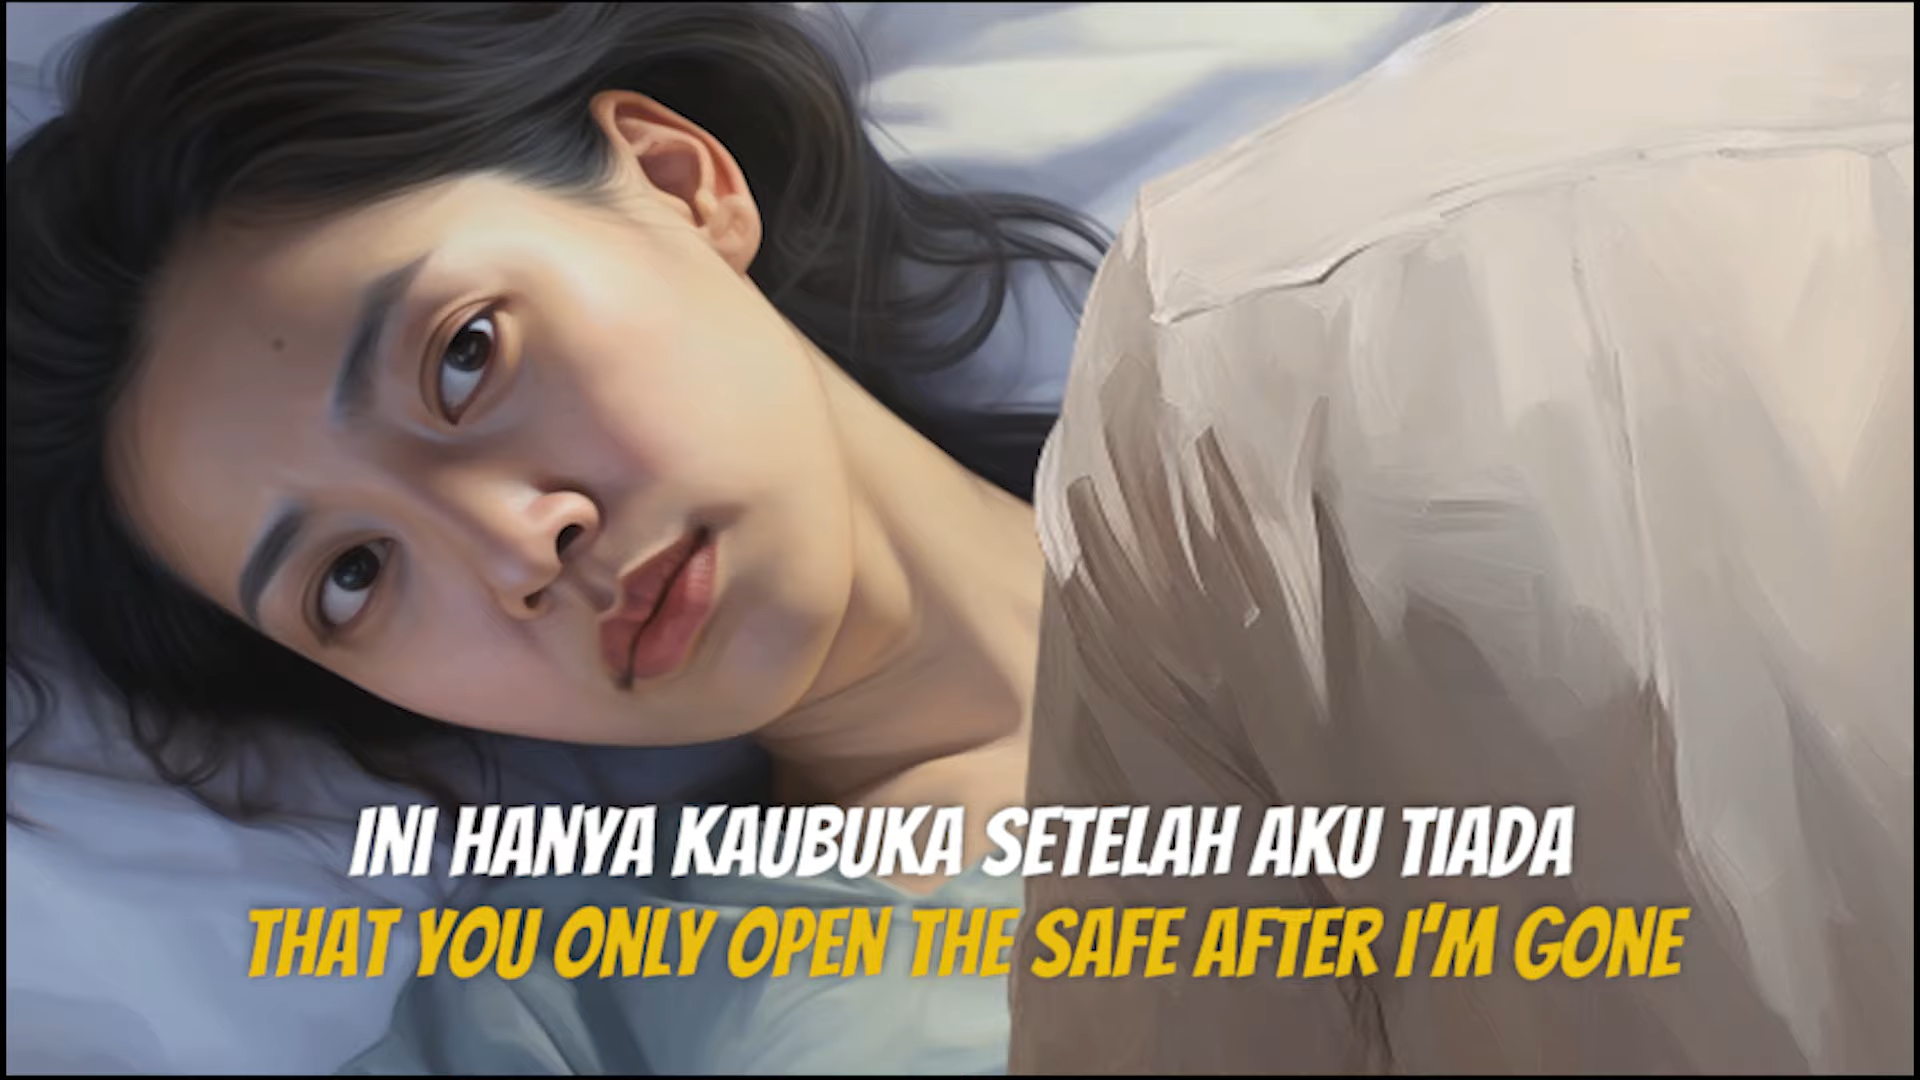 INI HANYA KAUBUKA SETELAH AKU TIADA
THAT YOU ONLY OPEN THE SAFE AFTER I'M GONE